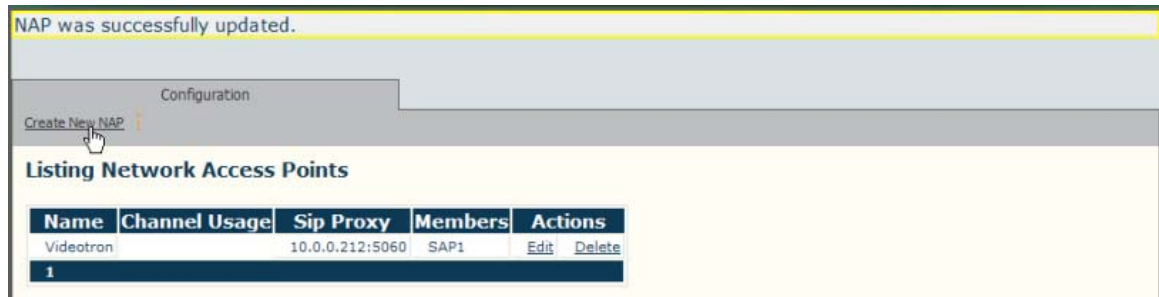 NAP was successfully updated.
Configuration
Create New NAP
Listing Network Access Points
Name Channel Usage Sip Proxy Members Actions
Videotron 10.0.0.212:5060 SAP1 Edit Delete
1